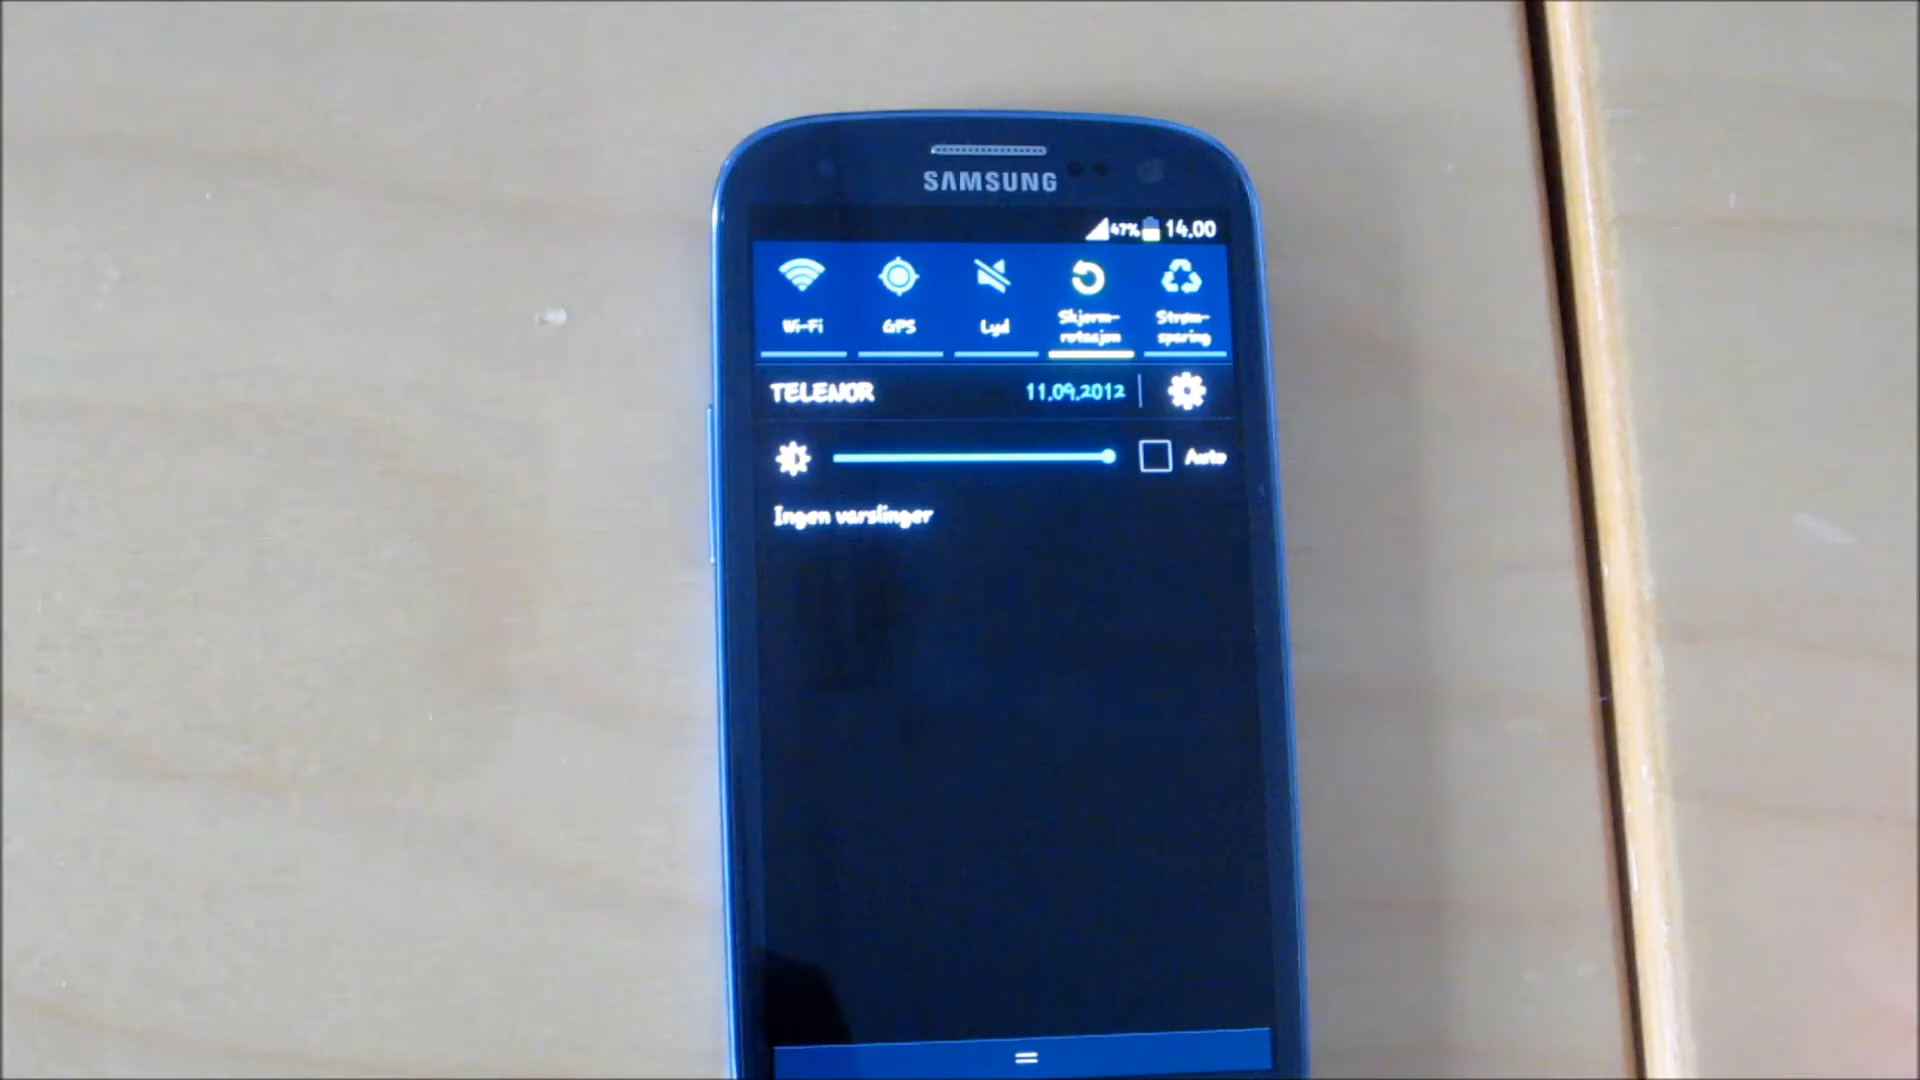 SAMSUNG
47% 14.00
Wi-Fi GPS Lyd Skjerm-rotasjon Strøm-sparing
TELENOR 11.09.2012
Auto
Ingen varslinger